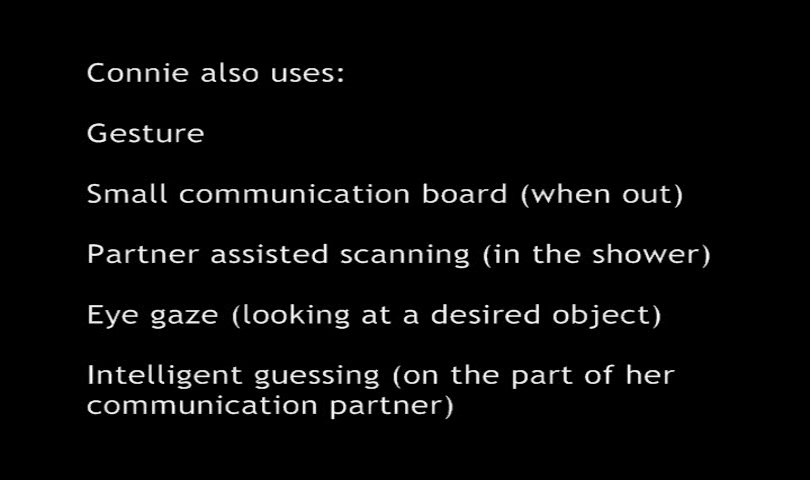 Connie also uses:
Gesture
Small communication board (when out)
Partner assisted scanning (in the shower)
Eye gaze (looking at a desired object)
Intelligent guessing (on the part of her
communication partner)